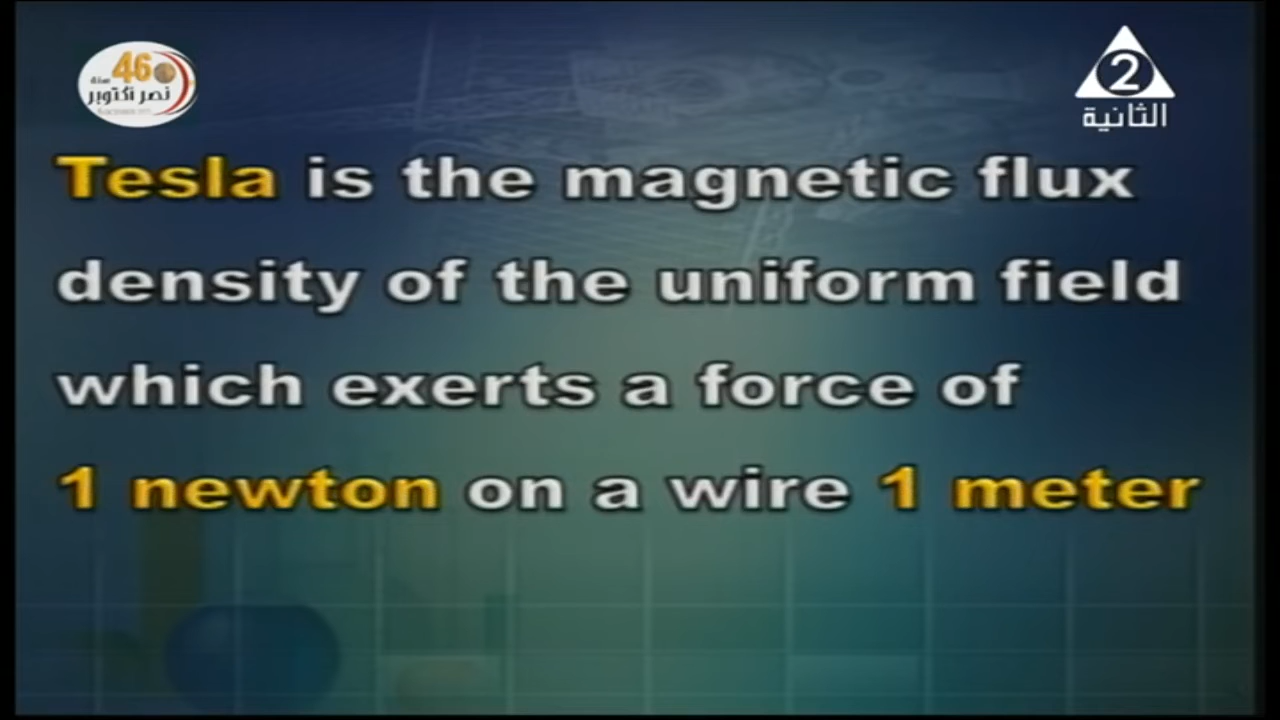 46
سنة
نصر أكتوبر
2
الثانية
Tesla is the magnetic flux
density of the uniform field
which exerts a force of
1 newton on a wire 1 meter